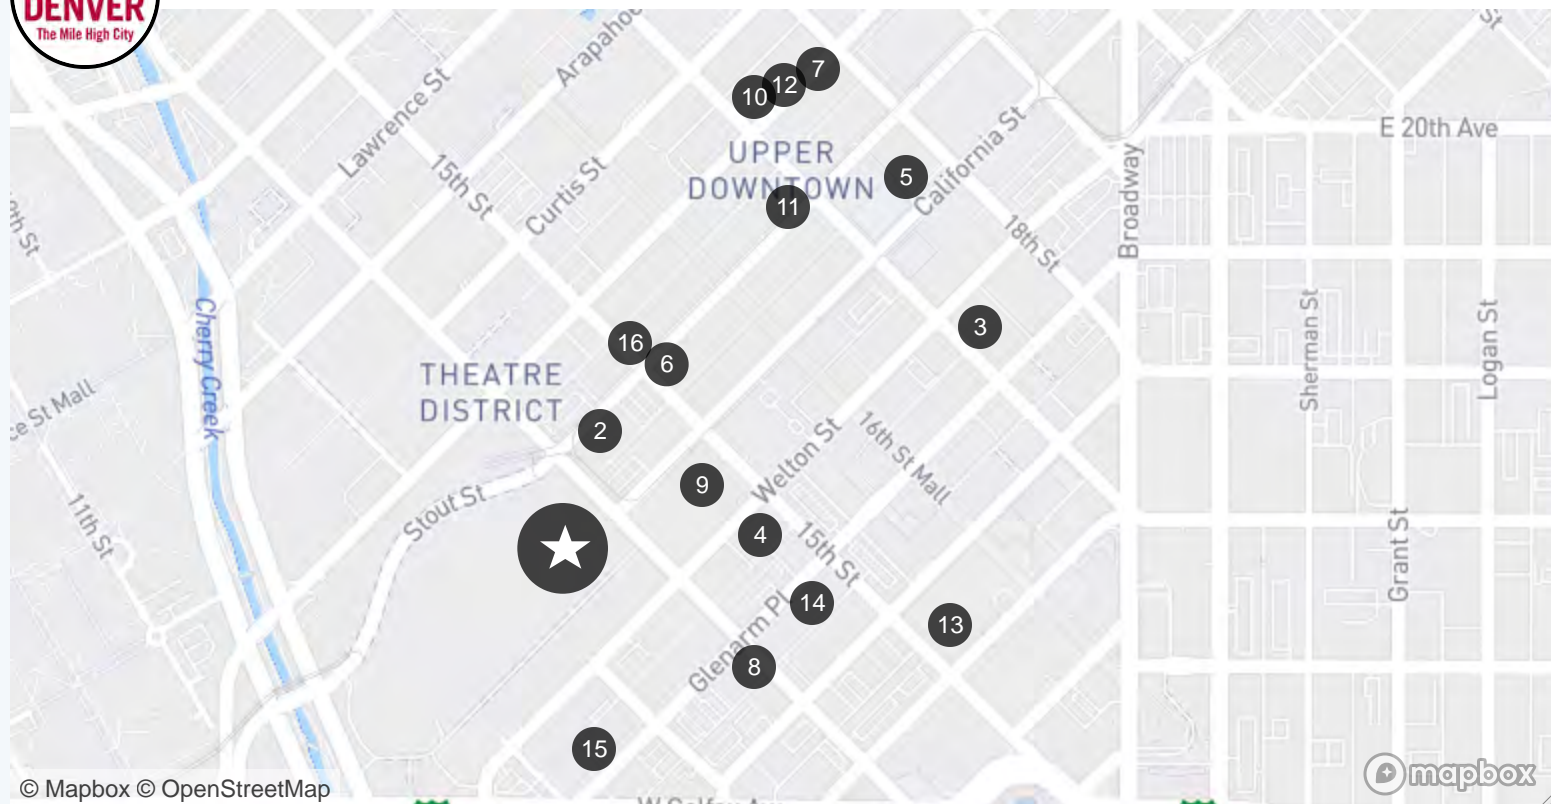 DENVER
The Mile High City
Arapahoe
St
Lawrence St
7
12
10
E 20th Ave
California St
UPPER
DOWNTOWN
15th St
Curtis St
5
11
Broadway
18th St
Cherry Creek
3
Sherman St
Logan St
16
6
THEATRE
DISTRICT
2
St Mall
Welton St
16th St Mall
9
Stout St
11th St
4
15th St
Grant St
14
Glenarm Pl
13
8
15
© Mapbox © OpenStreetMap
mapbox